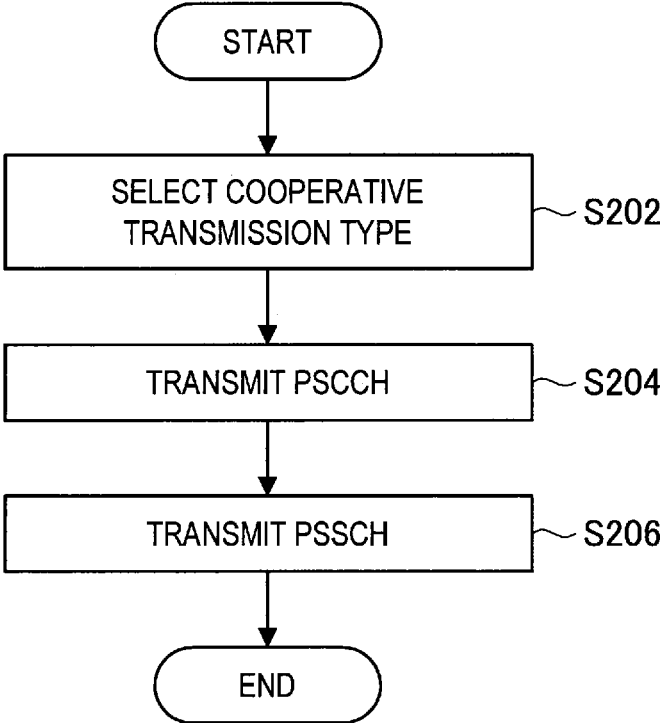 START
SELECT COOPERATIVE
TRANSMISSION TYPE
S202
TRANSMIT PSCCH
S204
TRANSMIT PSSCH
S206
END